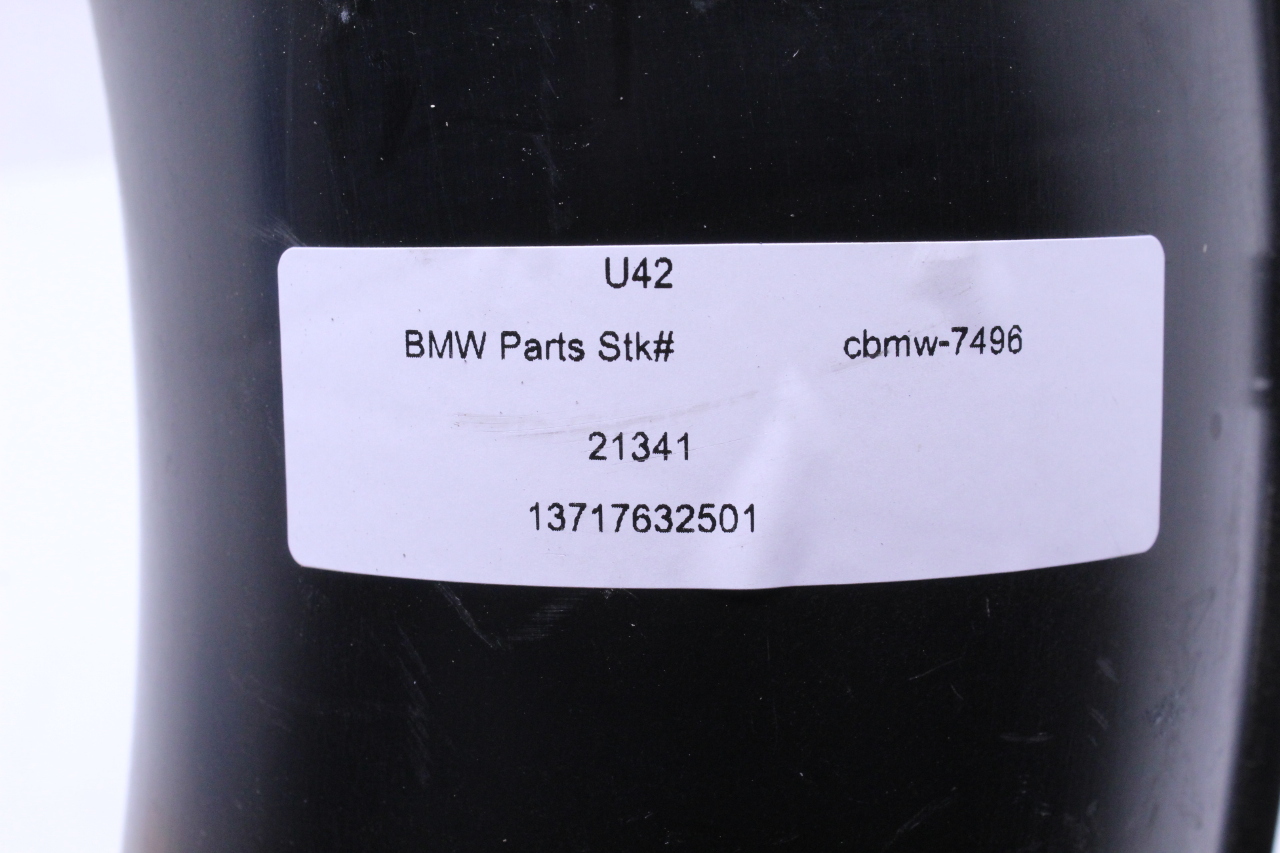 U42
BMW Parts Stk# cbmw-7496
21341
13717632501